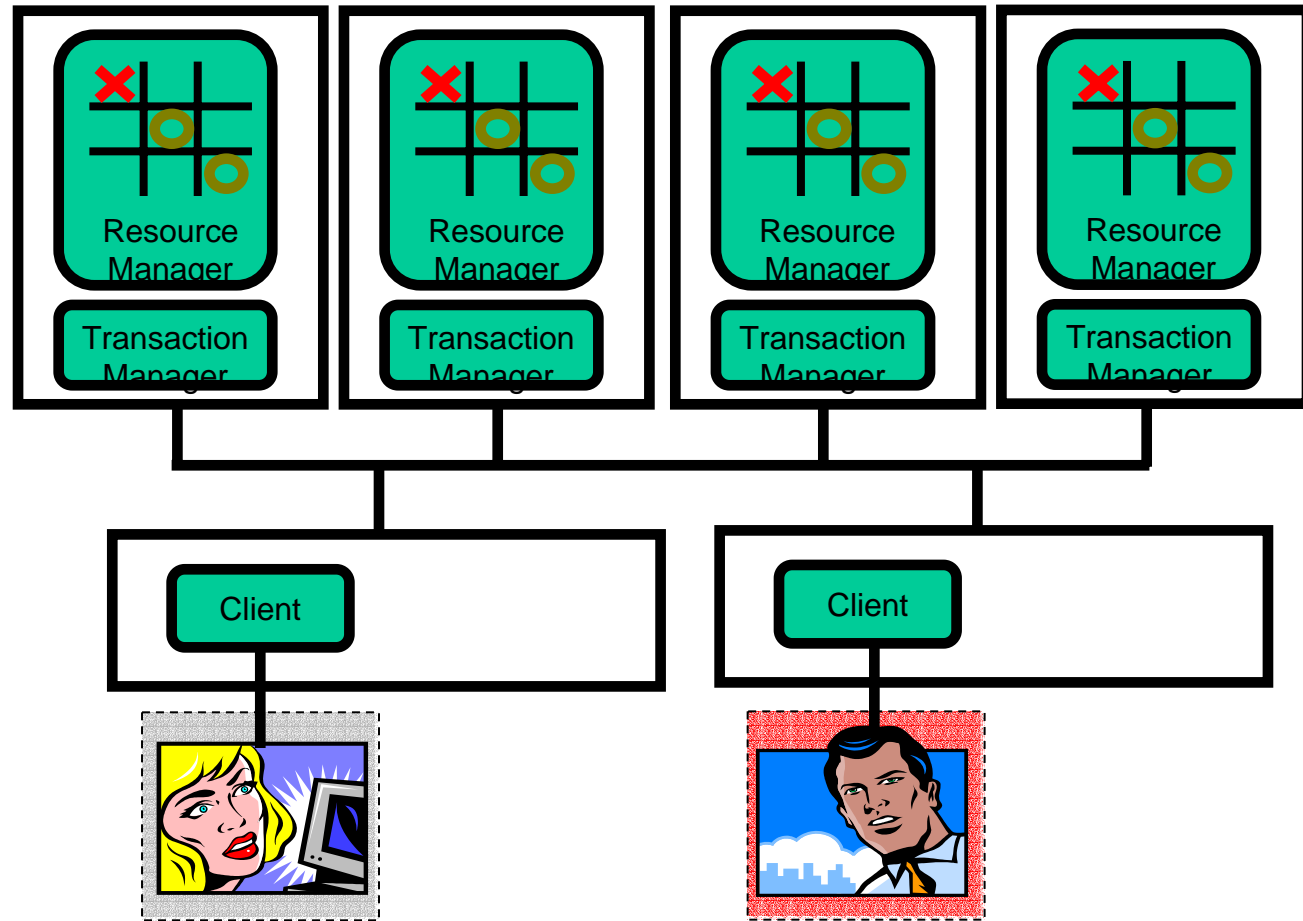 Resource
Manager
Transaction
Manager
Resource
Manager
Transaction
Manager
Resource
Manager
Transaction
Manager
Resource
Manager
Transaction
Manager
Client
Client